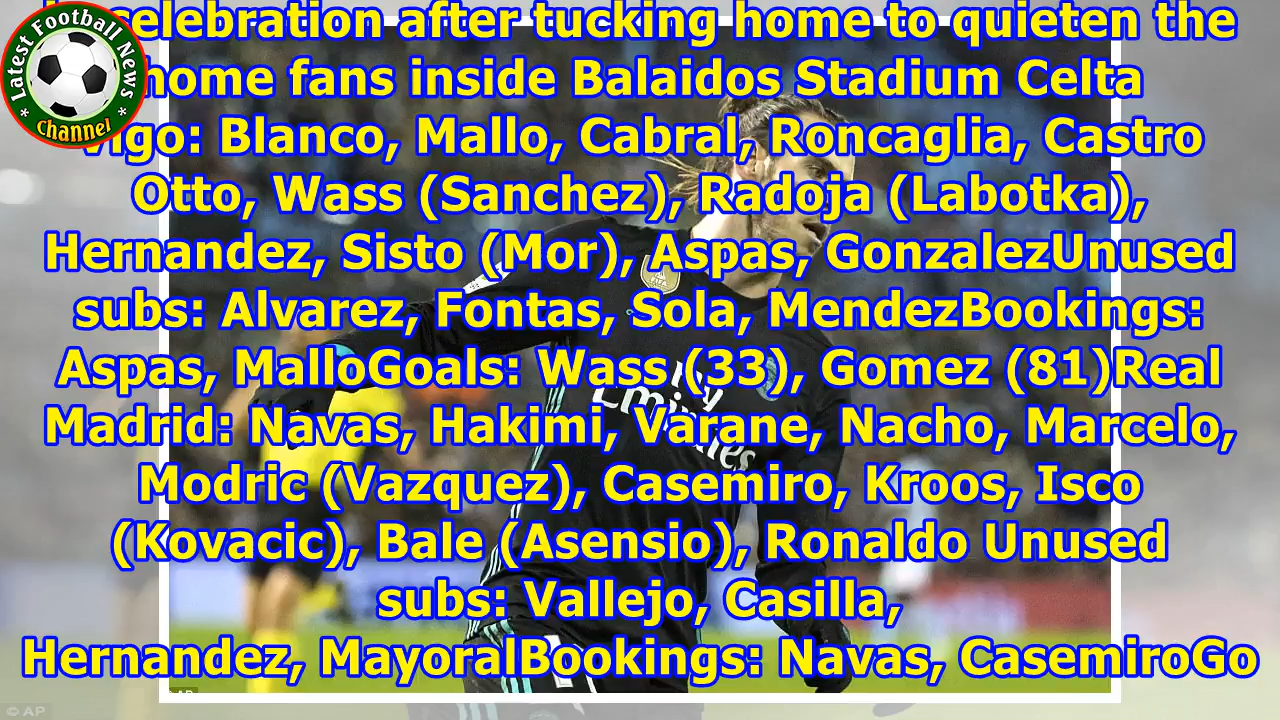 celebration after tucking home to quieten the
home fans inside Balaidos Stadium Celta
Vigo: Blanco, Mallo, Cabral, Roncaglia, Castro
Otto, Wass (Sanchez), Radoja (Labotka),
Hernandez, Sisto (Mor), Aspas, GonzalezUnused
subs: Alvarez, Fontas, Sola, MendezBookings:
Aspas, MalloGoals: Wass (33), Gomez (81)Real
Madrid: Navas, Hakimi, Varane, Nacho, Marcelo,
Modric (Vazquez), Casemiro, Kroos, Isco
(Kovacic), Bale (Asensio), Ronaldo Unused
subs: Vallejo, Casilla,
Hernandez, MayoralBookings: Navas, CasemiroGo
* Latest Football News *
Channel
Fly
Emirates
© AP